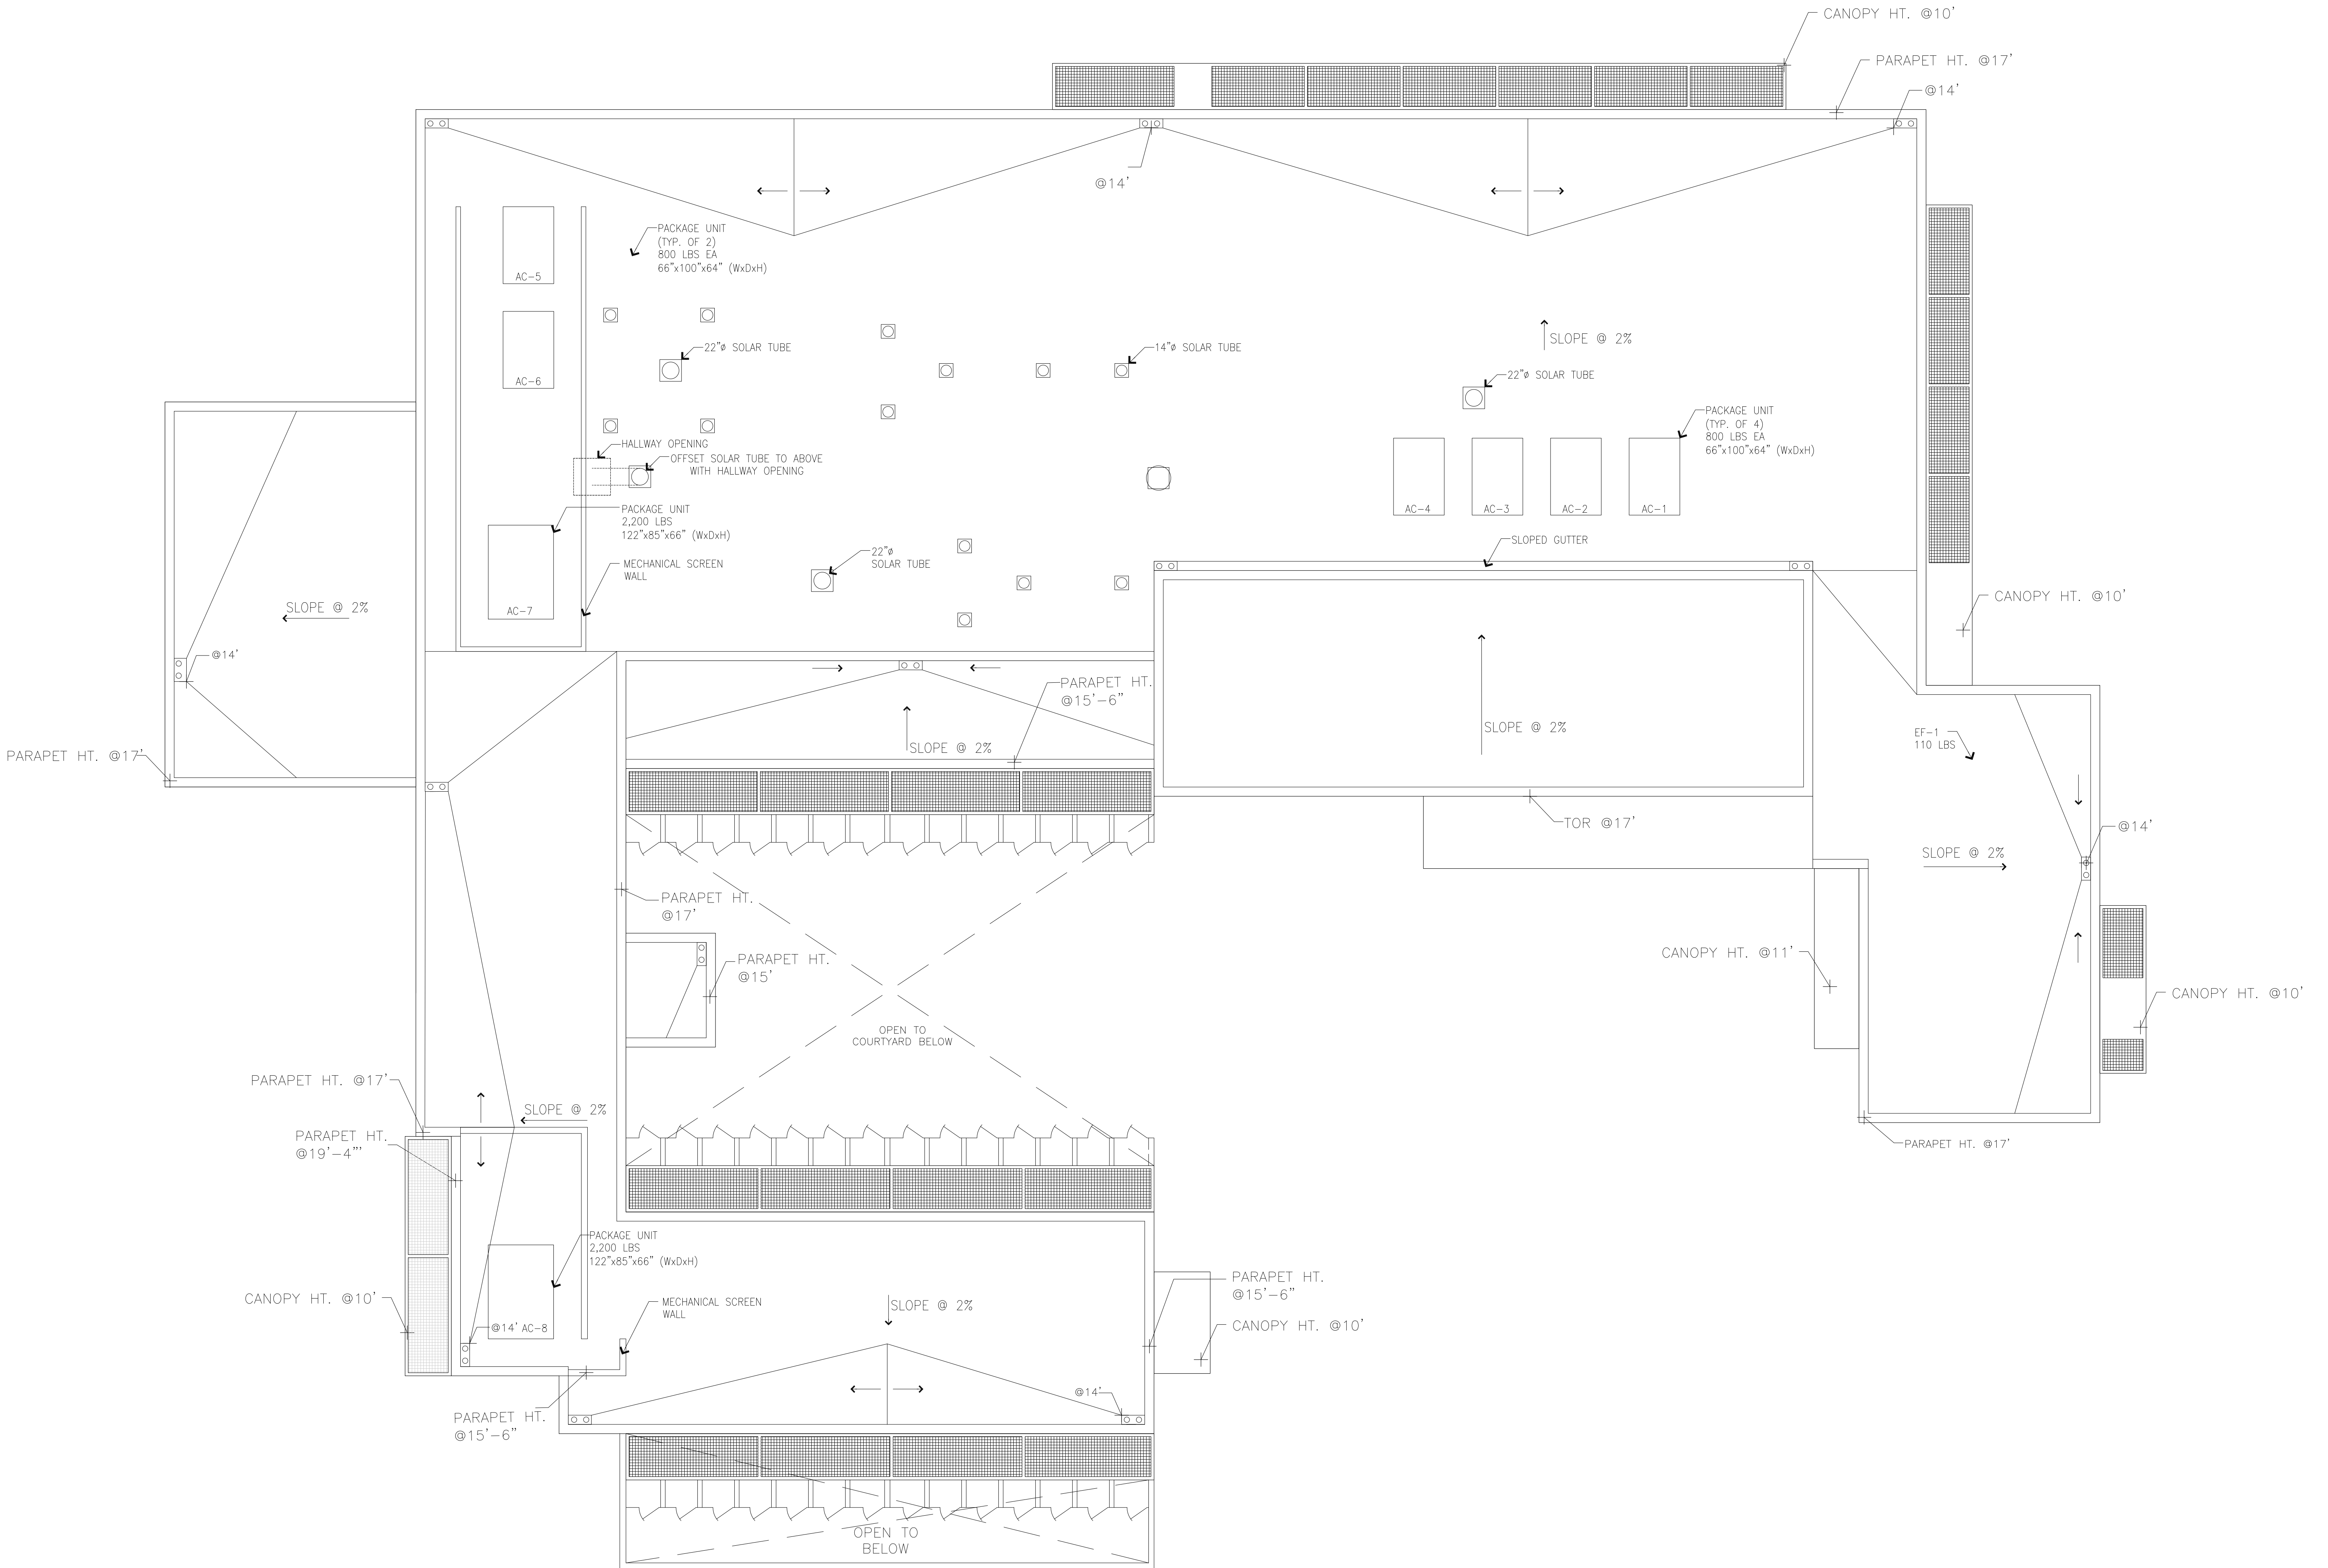 CANOPY HT. @10'
PARAPET HT. @17'
@14'
@14'
PACKAGE UNIT
(TYP. OF 2)
800 LBS EA
66"x100"x64" (WxDxH)
AC-5
SLOPE @ 2%
22"ø SOLAR TUBE
14"ø SOLAR TUBE
22"ø SOLAR TUBE
AC-6
PACKAGE UNIT
(TYP. OF 4)
800 LBS EA
66"x100"x64" (WxDxH)
HALLWAY OPENING
OFFSET SOLAR TUBE TO ABOVE
WITH HALLWAY OPENING
PACKAGE UNIT
2,200 LBS
122"x85"x66" (WxDxH)
AC-4
AC-3
AC-2
AC-1
SLOPED GUTTER
22"ø
SOLAR TUBE
MECHANICAL SCREEN
WALL
CANOPY HT. @10'
SLOPE @ 2%
AC-7
@14'
PARAPET HT.
@15'-6"
SLOPE @ 2%
SLOPE @ 2%
EF-1
110 LBS
PARAPET HT. @17'
TOR @17'
@14'
SLOPE @ 2%
PARAPET HT.
@17'
PARAPET HT.
@15'
CANOPY HT. @11'
CANOPY HT. @10'
OPEN TO
COURTYARD BELOW
PARAPET HT. @17'
SLOPE @ 2%
PARAPET HT.
@19'-4"'
PARAPET HT. @17'
PACKAGE UNIT
2,200 LBS
122"x85"x66" (WxDxH)
PARAPET HT.
@15'-6"
CANOPY HT. @10'
MECHANICAL SCREEN
WALL
SLOPE @ 2%
CANOPY HT. @10'
@14'
AC-8
@14'
PARAPET HT.
@15'-6"
OPEN TO
BELOW